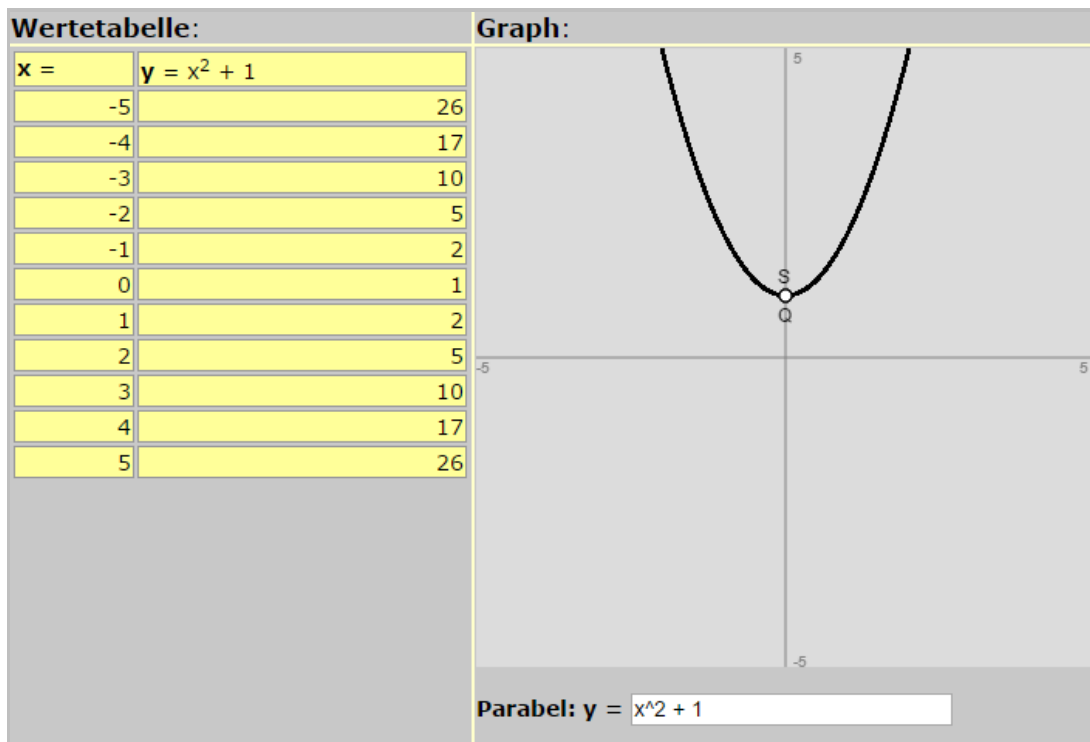 Wertetabelle:
x =   y = x² + 1
-5   26
-4   17
-3   10
-2   5
-1   2
0   1
1   2
2   5
3   10
4   17
5   26
Graph:
5
S
Q
-5   5
-5
Parabel: y = x^2 + 1